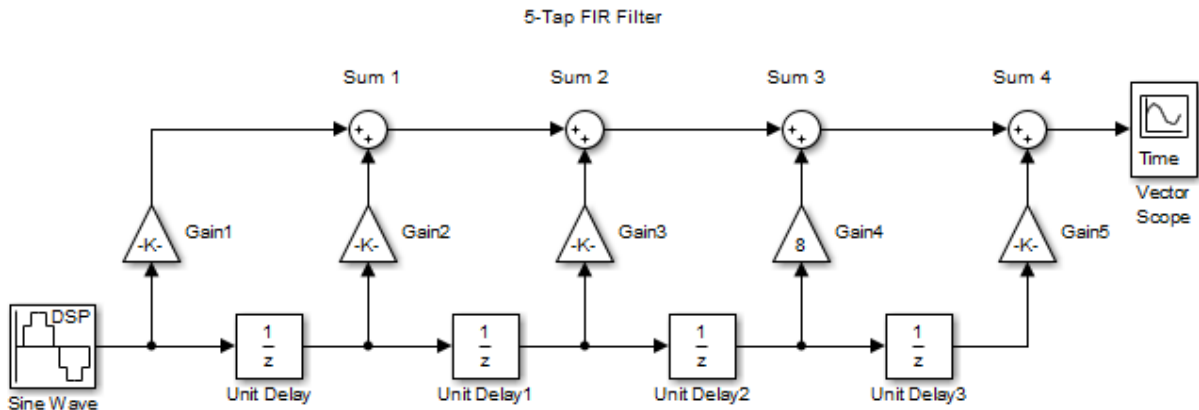 5-Tap FIR Filter
Sum 1
Sum 2
Sum 3
Sum 4
+
+
+
+
+
+
+
+
Time
Vector
Scope
-K-
Gain1
-K-
Gain2
-K-
Gain3
8
Gain4
-K-
Gain5
DSP
1
z
1
z
1
z
1
z
Sine Wave
Unit Delay
Unit Delay1
Unit Delay2
Unit Delay3